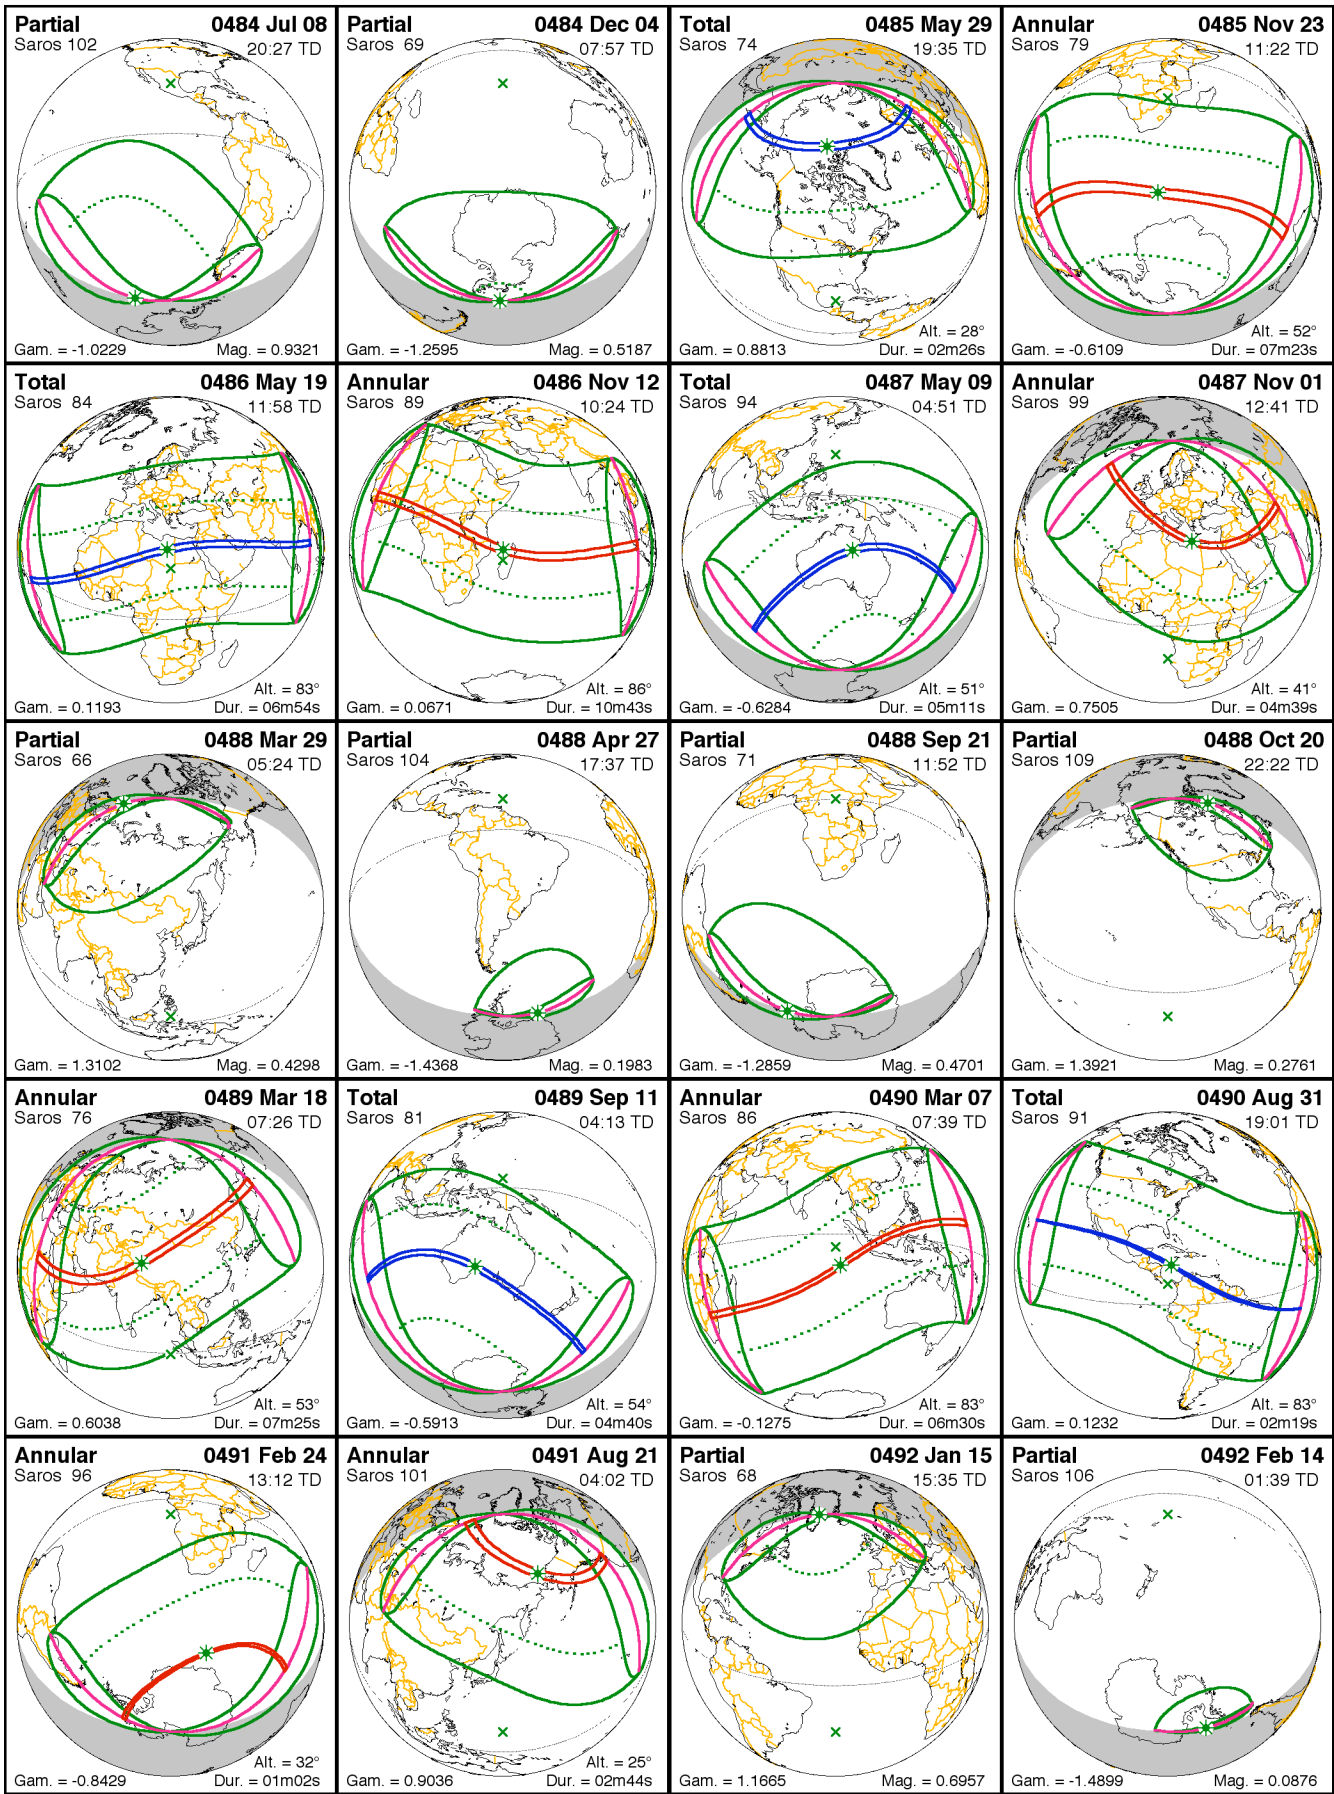 Partial 0484 Jul 08
Saros 102 20:27 TD
Gam. = -1.0229 Mag. = 0.9321
Partial 0484 Dec 04
Saros 69 07:57 TD
Gam. = -1.2595 Mag. = 0.5187
Total 0485 May 29
Saros 74 19:35 TD
Alt. = 28°
Gam. = 0.8813 Dur. = 02m26s
Annular 0485 Nov 23
Saros 79 11:22 TD
Alt. = 52°
Gam. = -0.6109 Dur. = 07m23s
Total 0486 May 19
Saros 84 11:58 TD
Alt. = 83°
Gam. = 0.1193 Dur. = 06m54s
Annular 0486 Nov 12
Saros 89 10:24 TD
Alt. = 86°
Gam. = 0.0671 Dur. = 10m43s
Total 0487 May 09
Saros 94 04:51 TD
Alt. = 51°
Gam. = -0.6284 Dur. = 05m11s
Annular 0487 Nov 01
Saros 99 12:41 TD
Alt. = 41°
Gam. = 0.7505 Dur. = 04m39s
Partial 0488 Mar 29
Saros 66 05:24 TD
Gam. = 1.3102 Mag. = 0.4298
Partial 0488 Apr 27
Saros 104 17:37 TD
Gam. = -1.4368 Mag. = 0.1983
Partial 0488 Sep 21
Saros 71 11:52 TD
Gam. = -1.2859 Mag. = 0.4701
Partial 0488 Oct 20
Saros 109 22:22 TD
Gam. = 1.3921 Mag. = 0.2761
Annular 0489 Mar 18
Saros 76 07:26 TD
Alt. = 53°
Gam. = 0.6038 Dur. = 07m25s
Total 0489 Sep 11
Saros 81 04:13 TD
Alt. = 54°
Gam. = -0.5913 Dur. = 04m40s
Annular 0490 Mar 07
Saros 86 07:39 TD
Alt. = 83°
Gam. = -0.1275 Dur. = 06m30s
Total 0490 Aug 31
Saros 91 19:01 TD
Alt. = 83°
Gam. = 0.1232 Dur. = 02m19s
Annular 0491 Feb 24
Saros 96 13:12 TD
Alt. = 32°
Gam. = -0.8429 Dur. = 01m02s
Annular 0491 Aug 21
Saros 101 04:02 TD
Alt. = 25°
Gam. = 0.9036 Dur. = 02m44s
Partial 0492 Jan 15
Saros 68 15:35 TD
Gam. = 1.1665 Mag. = 0.6957
Partial 0492 Feb 14
Saros 106 01:39 TD
Gam. = -1.4899 Mag. = 0.0876